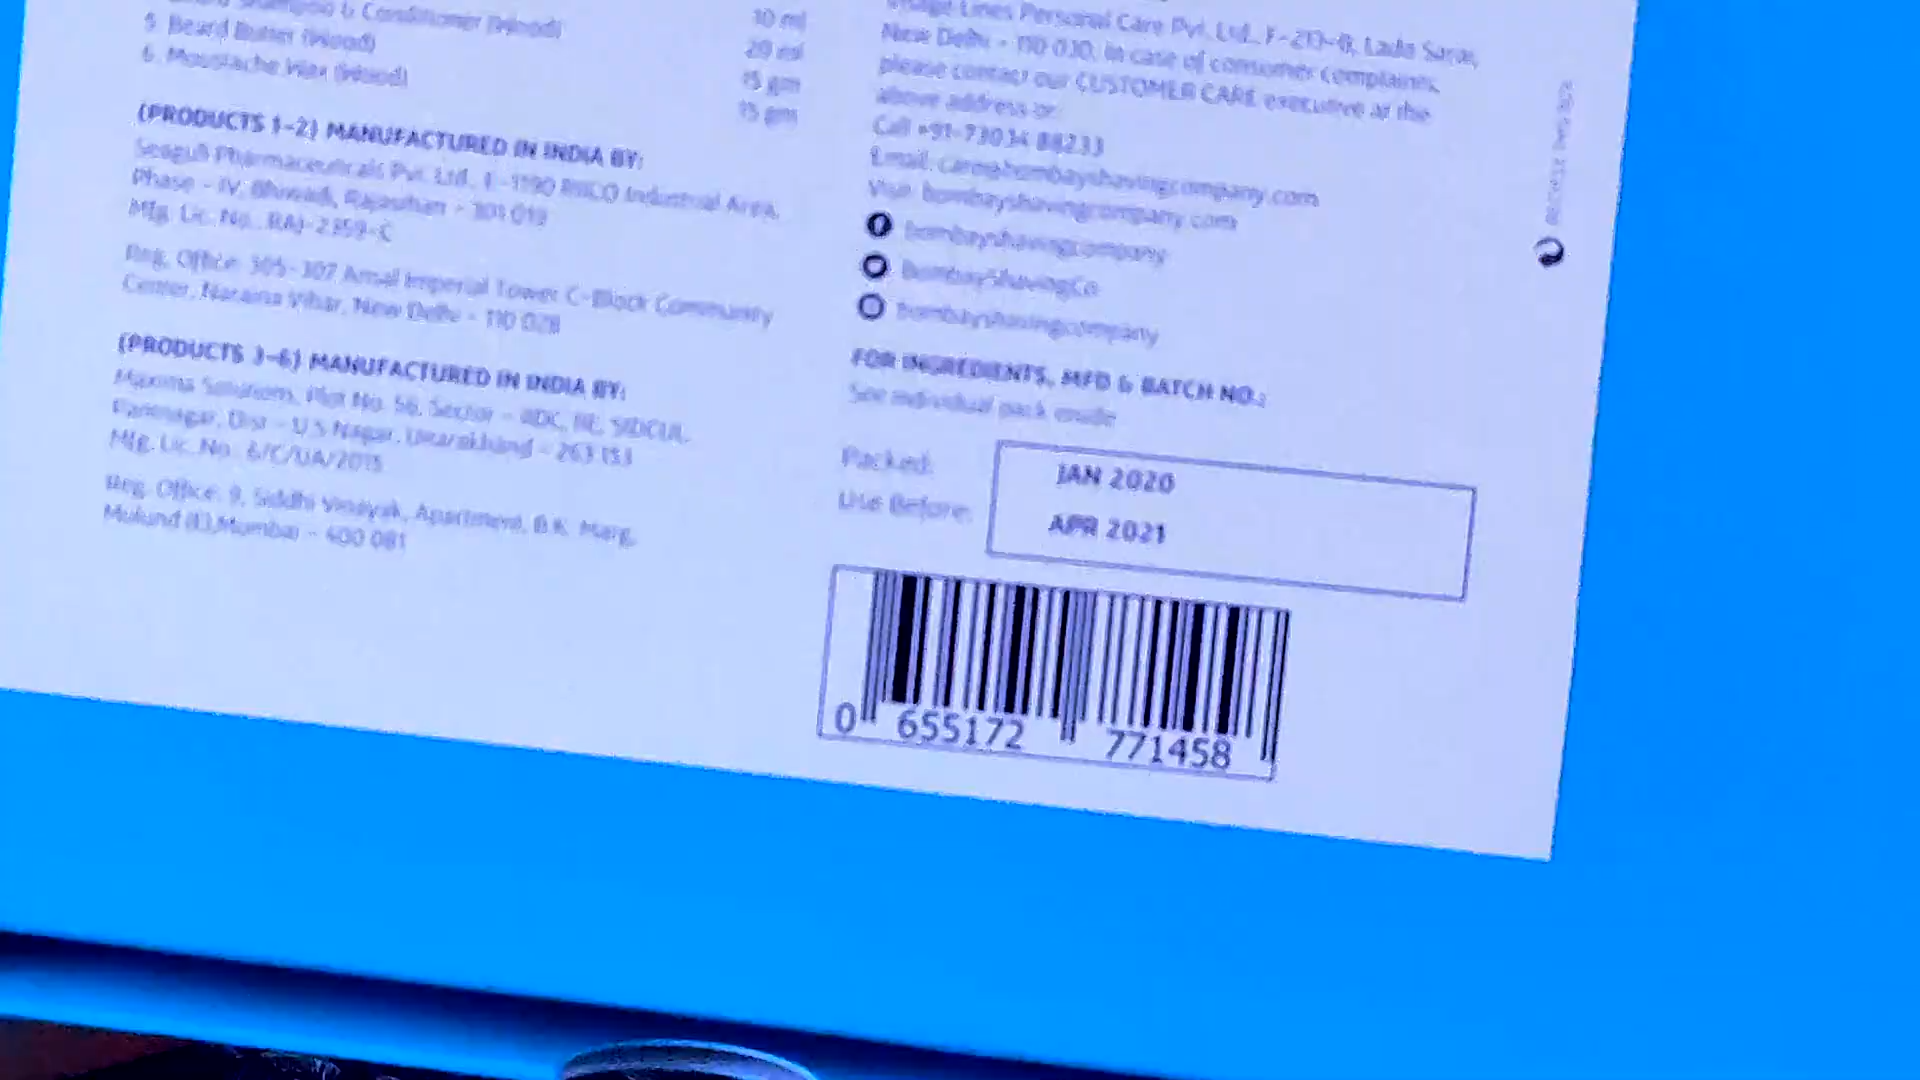 Shampoo & Conditioner (Wood)
10 ml
5. Beard Butter (Wood)
20 ml
6. Moustache Wax (Wood)
15 gm
15 gm
(PRODUCTS 1-2) MANUFACTURED IN INDIA BY:
Seagull Pharmaceuticals Pvt. Ltd. E-1190 RIICO Industrial Area,
Phase - IV, Bhiwadi, Rajasthan - 301 019
Mfg. Lic. No.: RAJ-2359-C
Reg. Office: 305-307 Amal Imperial Tower C-Block Community
Center, Naraina Vihar, New Delhi - 110 028
(PRODUCTS 3-6) MANUFACTURED IN INDIA BY:
Maxima Solutions, Plot No. 56, Sector - IIDC, IIE, SIDCUL,
Pantnagar, Dist - U.S Nagar, Uttarakhand - 263 153
Mfg. Lic. No.: 6/C/UA/2015
Reg. Office: 9, Siddhi Vinayak, Apartment, B.K. Marg,
Mulund (E),Mumbai - 400 081
Lines Personal Care Pvt. Ltd., Lado Sarai,
New Delhi - 110 030. In case of consumer complaints,
please contact our CUSTOMER CARE executive at the
above address or:
Call +91-73034 88233
Email: care@bombayshavingcompany.com
Visit: bombayshavingcompany.com
bombayshavingcompany
BombayShavingCo
bombayshavingcompany
FOR INGREDIENTS, MFD & BATCH NO.:
See individual pack inside
Packed:
JAN 2020
Use Before:
APR 2021
0 655172 771458